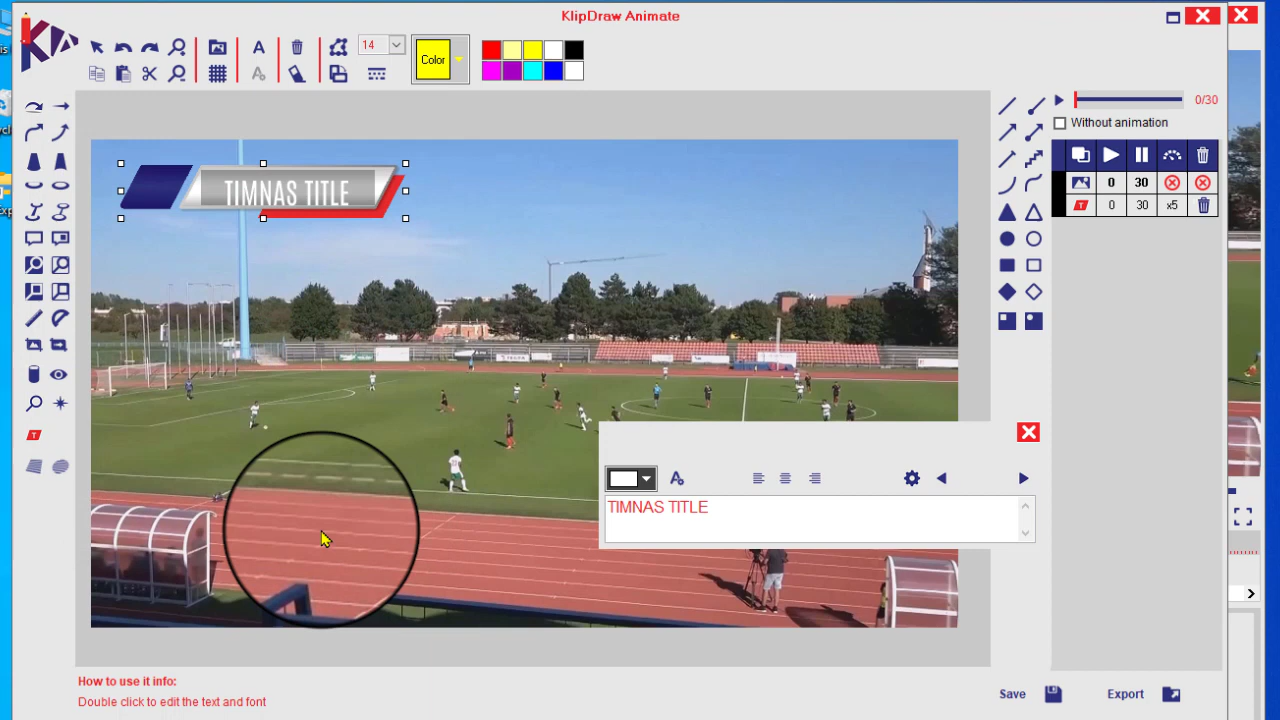 KlipDraw Animate
14
Color
0/30
Without animation
0 30
0 30 x5
TIMNAS TITLE
TIMNAS TITLE
How to use it info:
Double click to edit the text and font
Save
Export